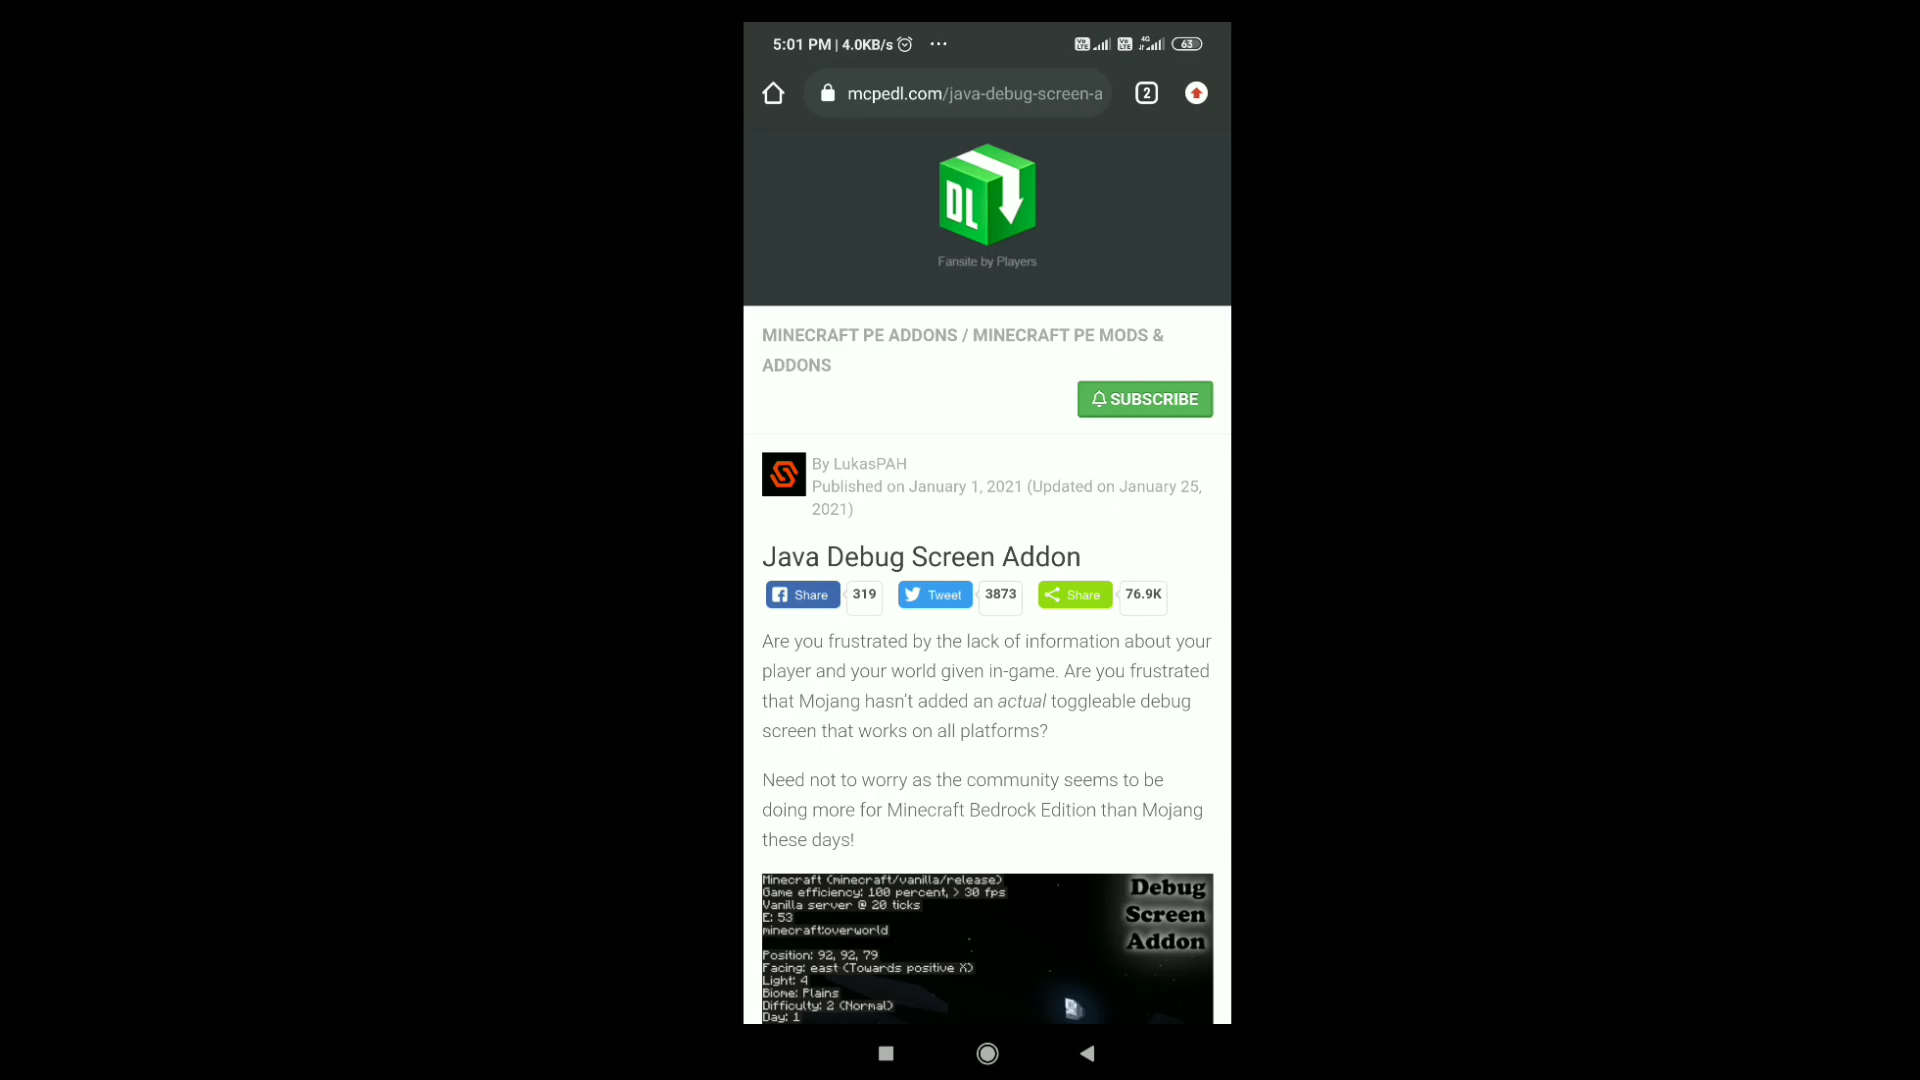 5:01 PM | 4.0KB/s ...
Vo LTE Vo LTE 4G 63
mcpedl.com/java-debug-screen-a
2
DL
Fansite by Players
MINECRAFT PE ADDONS / MINECRAFT PE MODS &
ADDONS
SUBSCRIBE
By LukasPAH
Published on January 1, 2021 (Updated on January 25,
2021)
Java Debug Screen Addon
Share 319 Tweet 3873 Share 76.9K
Are you frustrated by the lack of information about your
player and your world given in-game. Are you frustrated
that Mojang hasn't added an actual toggleable debug
screen that works on all platforms?
Need not to worry as the community seems to be
doing more for Minecraft Bedrock Edition than Mojang
these days!
Minecraft (minecraft/vanilla/release)
Game efficiency: 100 percent, > 30 fps
Vanilla server @ 20 ticks
E: 53
minecraft:overworld
Position: 92, 92, 79
Facing: east (Towards positive X)
Light: 4
Biome: Plains
Difficulty: 2 (Normal)
Day: 1
Debug
Screen
Addon